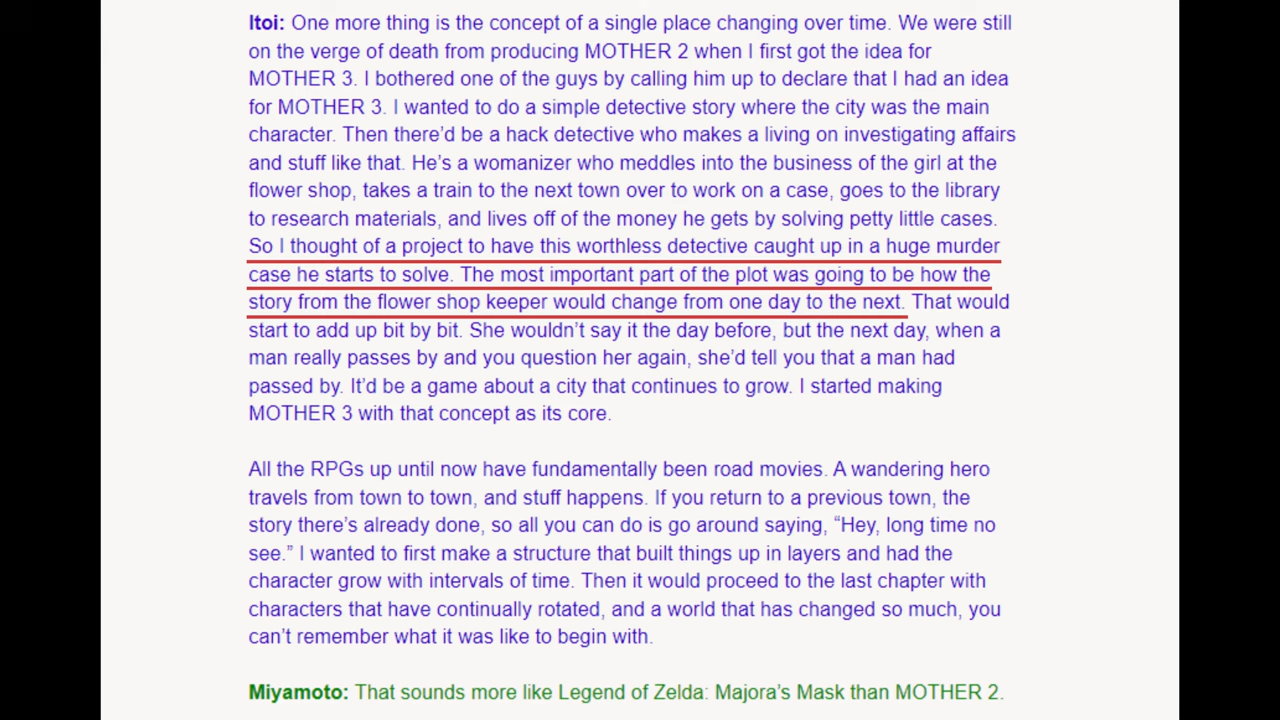 Itoi: One more thing is the concept of a single place changing over time. We were still
on the verge of death from producing MOTHER 2 when I first got the idea for
MOTHER 3. I bothered one of the guys by calling him up to declare that I had an idea
for MOTHER 3. I wanted to do a simple detective story where the city was the main
character. Then there’d be a hack detective who makes a living on investigating affairs
and stuff like that. He’s a womanizer who meddles into the business of the girl at the
flower shop, takes a train to the next town over to work on a case, goes to the library
to research materials, and lives off of the money he gets by solving petty little cases.
So I thought of a project to have this worthless detective caught up in a huge murder
case he starts to solve. The most important part of the plot was going to be how the
story from the flower shop keeper would change from one day to the next. That would
start to add up bit by bit. She wouldn’t say it the day before, but the next day, when a
man really passes by and you question her again, she’d tell you that a man had
passed by. It’d be a game about a city that continues to grow. I started making
MOTHER 3 with that concept as its core.
All the RPGs up until now have fundamentally been road movies. A wandering hero
travels from town to town, and stuff happens. If you return to a previous town, the
story there’s already done, so all you can do is go around saying, “Hey, long time no
see.” I wanted to first make a structure that built things up in layers and had the
character grow with intervals of time. Then it would proceed to the last chapter with
characters that have continually rotated, and a world that has changed so much, you
can’t remember what it was like to begin with.
Miyamoto: That sounds more like Legend of Zelda: Majora’s Mask than MOTHER 2.